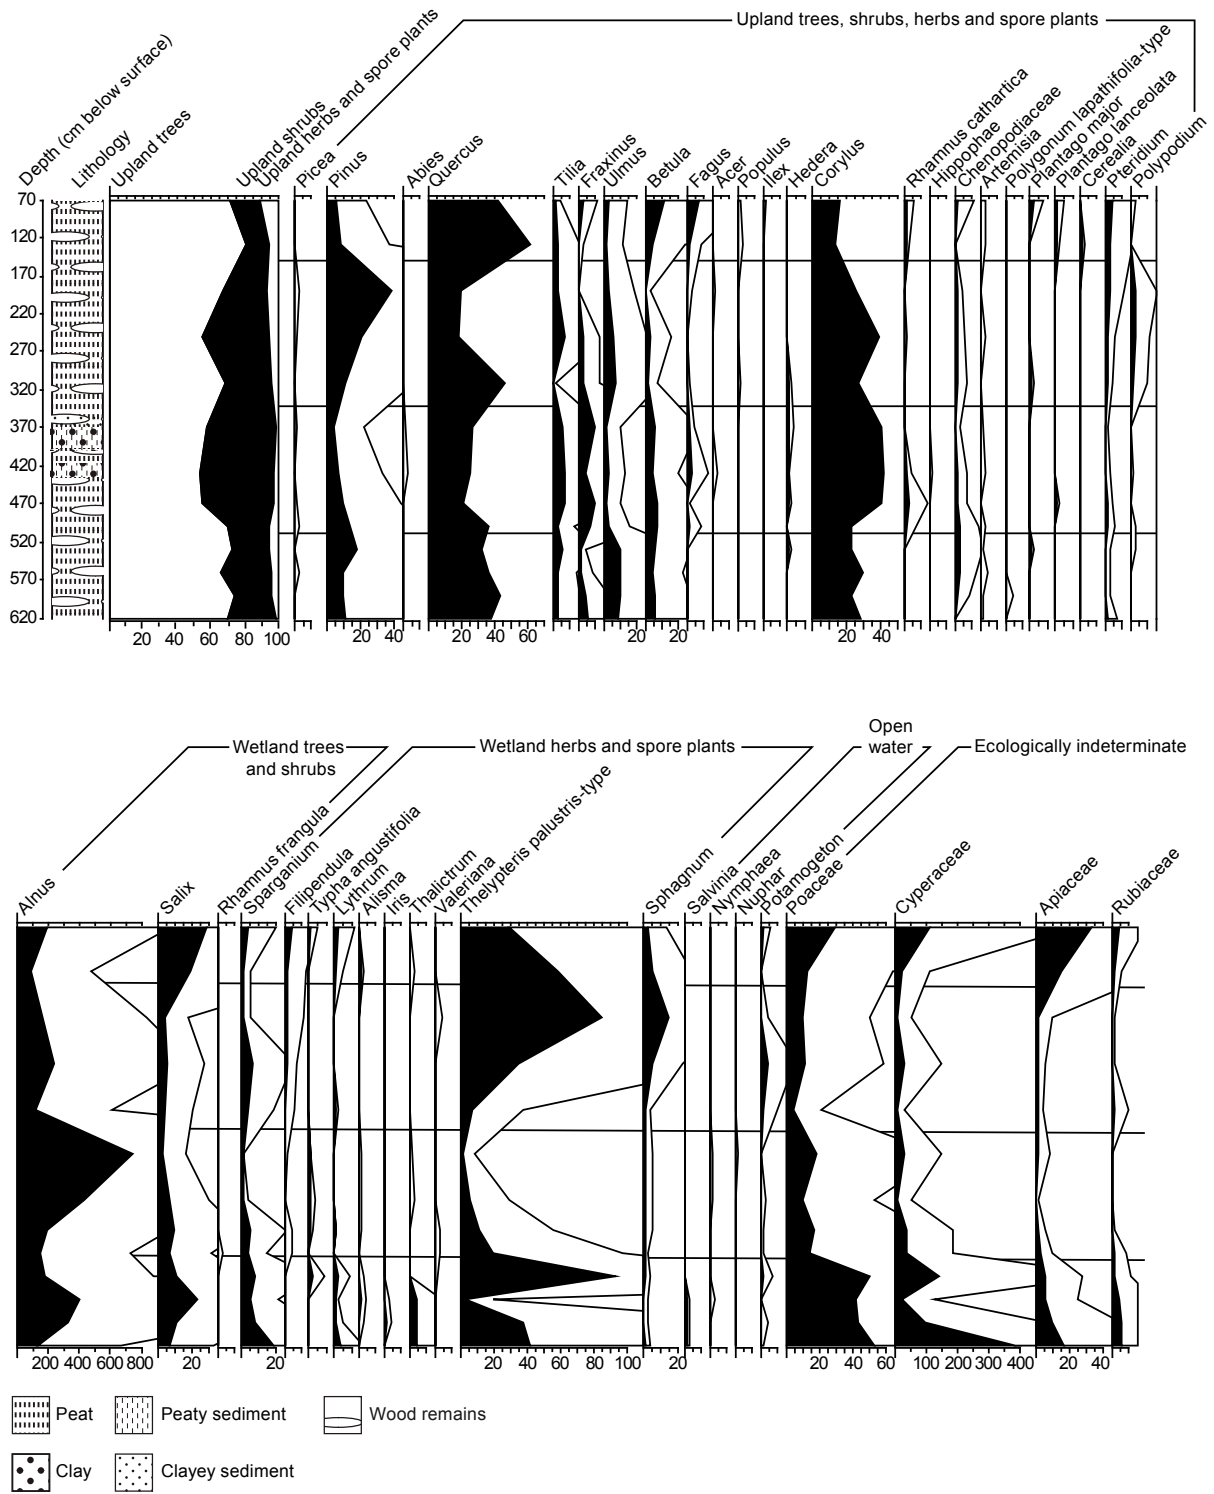 Upland trees, shrubs, herbs and spore plants
Depth (cm below surface)
Lithology
Upland trees
Upland shrubs
Upland herbs and spore plants
Picea
Pinus
Abies
Quercus
Tilia
Fraxinus
Ulmus
Betula
Fagus
Acer
Populus
Ilex
Hedera
Corylus
Rhamnus cathartica
Hippophae
Chenopodiaceae
Artemisia
Polygonum lapathifolia-type
Plantago major
Plantago lanceolata
Cerealia
Pteridium
Polypodium
70
120
170
220
270
320
370
420
470
520
570
620
20 40 60 80 100 20 40 20 40 60 20 20 20 40
Wetland trees
and shrubs
Wetland herbs and spore plants
Open
water
Ecologically indeterminate
Alnus
Salix
Rhamnus frangula
Sparganium
Filipendula
Typha angustifolia
Lythrum
Alisma
Iris
Thalictrum
Valeriana
Thelypteris palustris-type
Sphagnum
Salvinia
Nymphaea
Nuphar
Potamogeton
Poaceae
Cyperaceae
Apiaceae
Rubiaceae
200 400 600 800 20 20 20 40 60 80 100 20 20 40 60 100 200 300 400 20 40
Peat
Peaty sediment
Wood remains
Clay
Clayey sediment